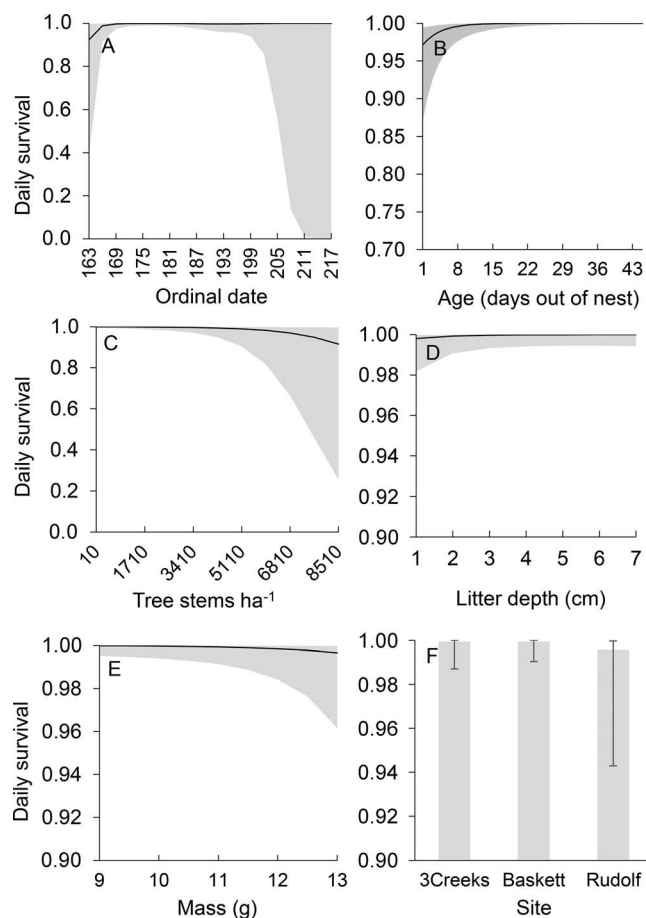 A
Daily survival
1.0
0.8
0.6
0.4
0.2
0.0
163 169 175 181 187 193 199 205 211 217
Ordinal date
B
1.00
0.95
0.90
0.85
0.80
0.75
0.70
1 8 15 22 29 36 43
Age (days out of nest)
C
Daily survival
1.0
0.8
0.6
0.4
0.2
0.0
10 1710 3410 5110 6810 8510
Tree stems ha⁻¹
D
1.00
0.98
0.96
0.94
0.92
0.90
1 2 3 4 5 6 7
Litter depth (cm)
E
Daily survival
1.00
0.98
0.96
0.94
0.92
0.90
9 10 11 12 13
Mass (g)
F
1.00
0.98
0.96
0.94
0.92
0.90
3Creeks Baskett Rudolf
Site